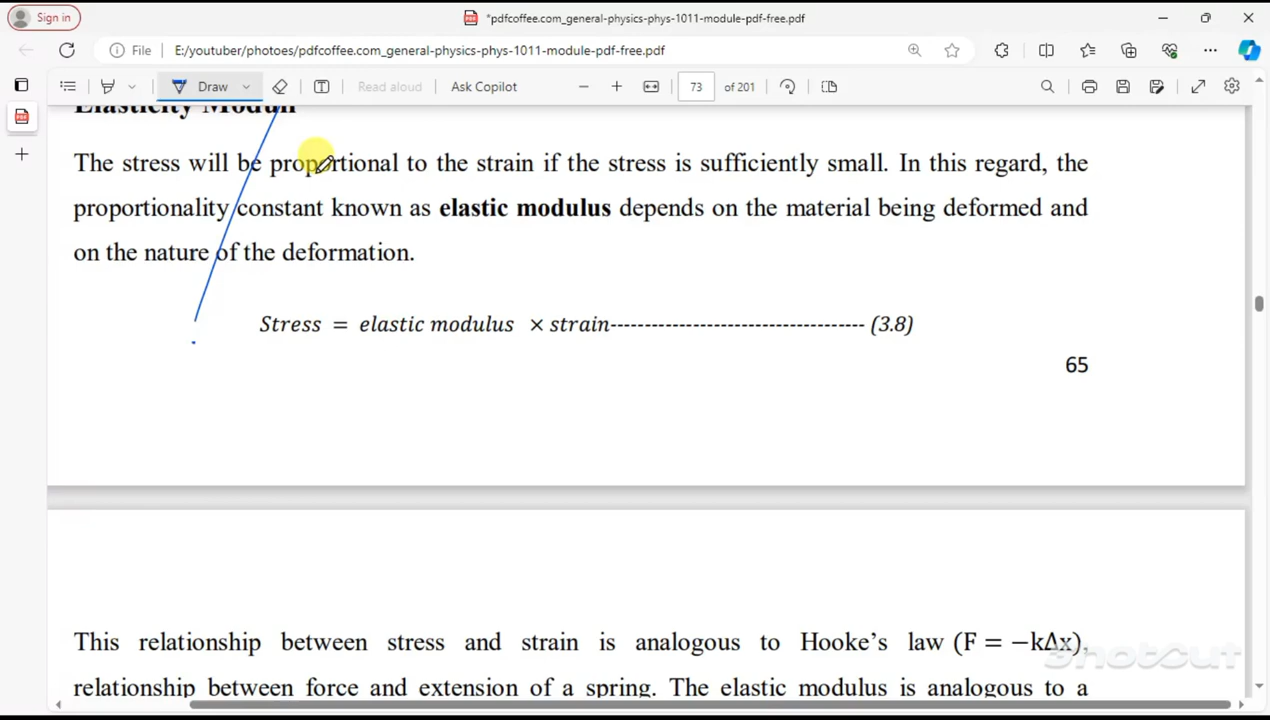 Sign in
*pdfcoffee.com_general-physics-phys-1011-module-pdf-free.pdf
File
E:/youtuber/photoes/pdfcoffee.com_general-physics-phys-1011-module-pdf-free.pdf
Draw
Read aloud
Ask Copilot
73 of 201
Elasticity Moduli
The stress will be proportional to the strain if the stress is sufficiently small. In this regard, the
proportionality constant known as elastic modulus depends on the material being deformed and
on the nature of the deformation.
Stress = elastic modulus × strain------------------------------------- (3.8)
65
This relationship between stress and strain is analogous to Hooke's law (F = −kΔx),
relationship between force and extension of a spring. The elastic modulus is analogous to a
Shotcut